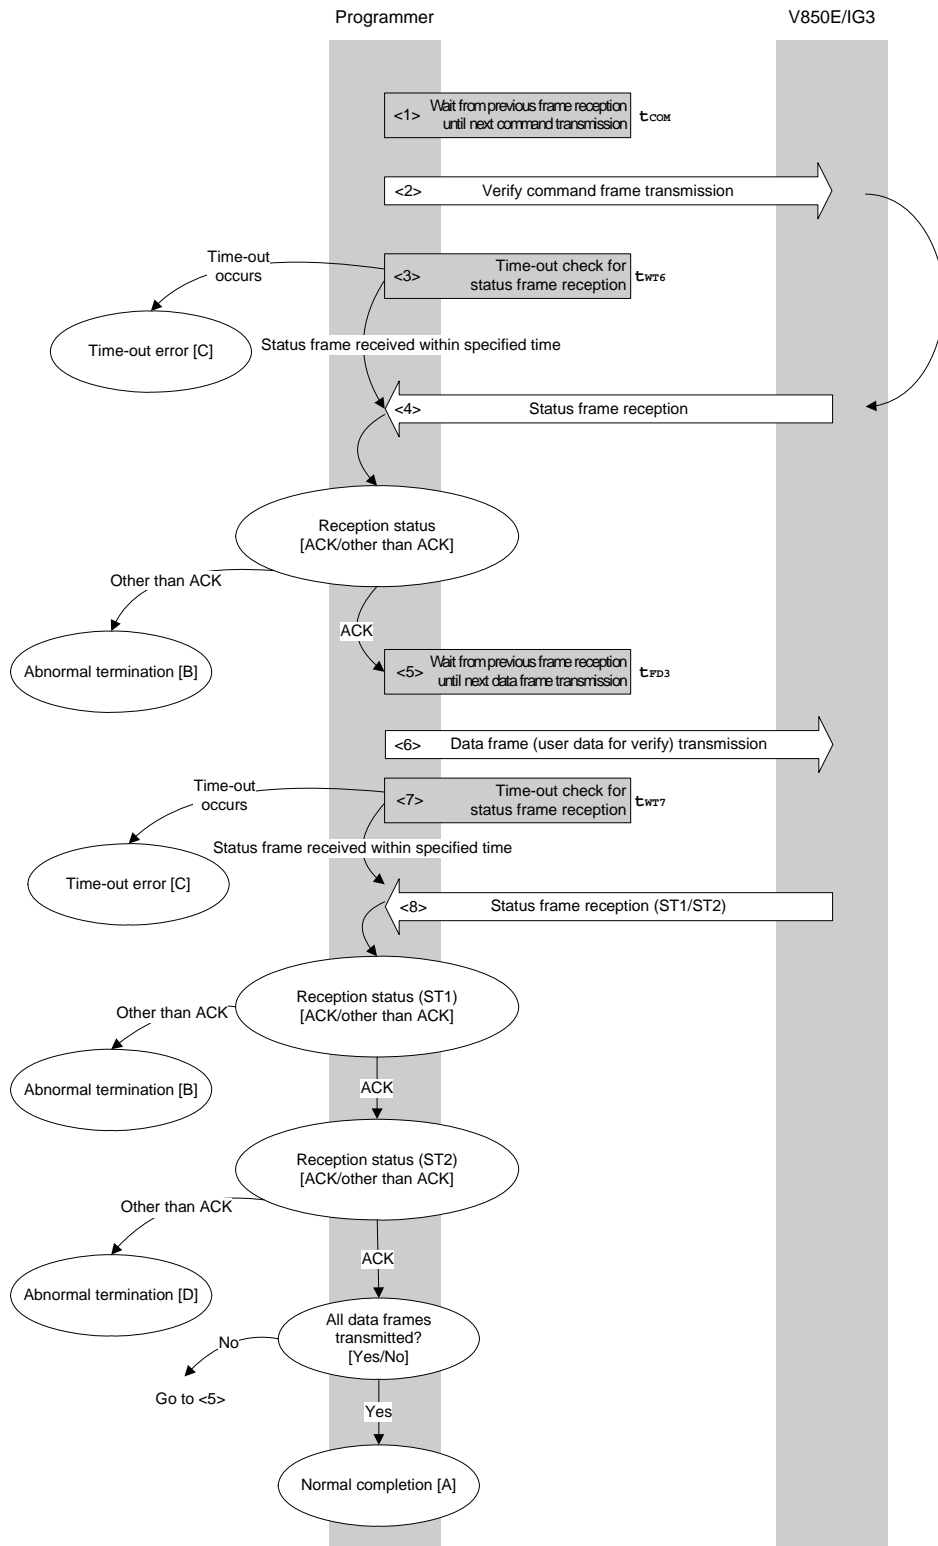 Programmer
V850E/IG3
<1> Wait from previous frame reception
until next command transmission
tCOM
<2> Verify command frame transmission
Time-out
occurs
<3> Time-out check for
status frame reception
tWT6
Time-out error [C]
Status frame received within specified time
<4> Status frame reception
Reception status
[ACK/other than ACK]
Other than ACK
ACK
Abnormal termination [B]
<5> Wait from previous frame reception
until next data frame transmission
tFD3
<6> Data frame (user data for verify) transmission
Time-out
occurs
<7> Time-out check for
status frame reception
tWT7
Status frame received within specified time
Time-out error [C]
<8> Status frame reception (ST1/ST2)
Reception status (ST1)
[ACK/other than ACK]
Other than ACK
Abnormal termination [B]
ACK
Reception status (ST2)
[ACK/other than ACK]
Other than ACK
ACK
Abnormal termination [D]
All data frames
transmitted?
[Yes/No]
No
Go to <5>
Yes
Normal completion [A]